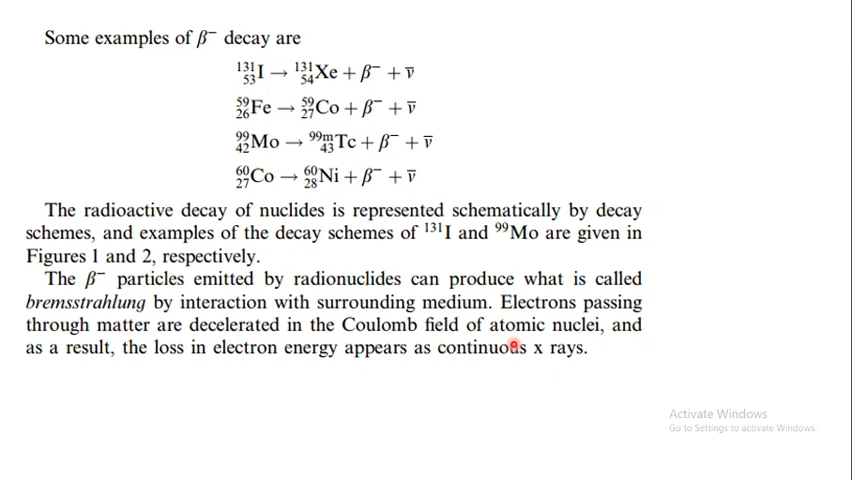 Some examples of β⁻ decay are
¹³¹₅₃I → ¹³¹₅₄Xe + β⁻ + ν̅
⁵⁹₂₆Fe → ⁵⁹₂₇Co + β⁻ + ν̅
⁹⁹₄₂Mo → ⁹⁹ᵐ₄₃Tc + β⁻ + ν̅
⁶⁰₂₇Co → ⁶⁰₂₈Ni + β⁻ + ν̅
The radioactive decay of nuclides is represented schematically by decay
schemes, and examples of the decay schemes of ¹³¹I and ⁹⁹Mo are given in
Figures 1 and 2, respectively.
The β⁻ particles emitted by radionuclides can produce what is called
bremsstrahlung by interaction with surrounding medium. Electrons passing
through matter are decelerated in the Coulomb field of atomic nuclei, and
as a result, the loss in electron energy appears as continuous x rays.
Activate Windows
Go to Settings to activate Windows.